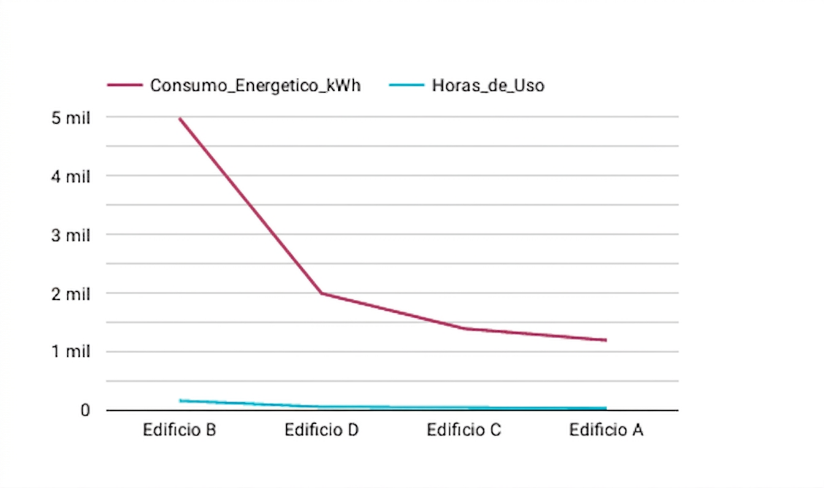 Consumo_Energetico_kWh Horas_de_Uso
5 mil
4 mil
3 mil
2 mil
1 mil
0
Edificio B Edificio D Edificio C Edificio A